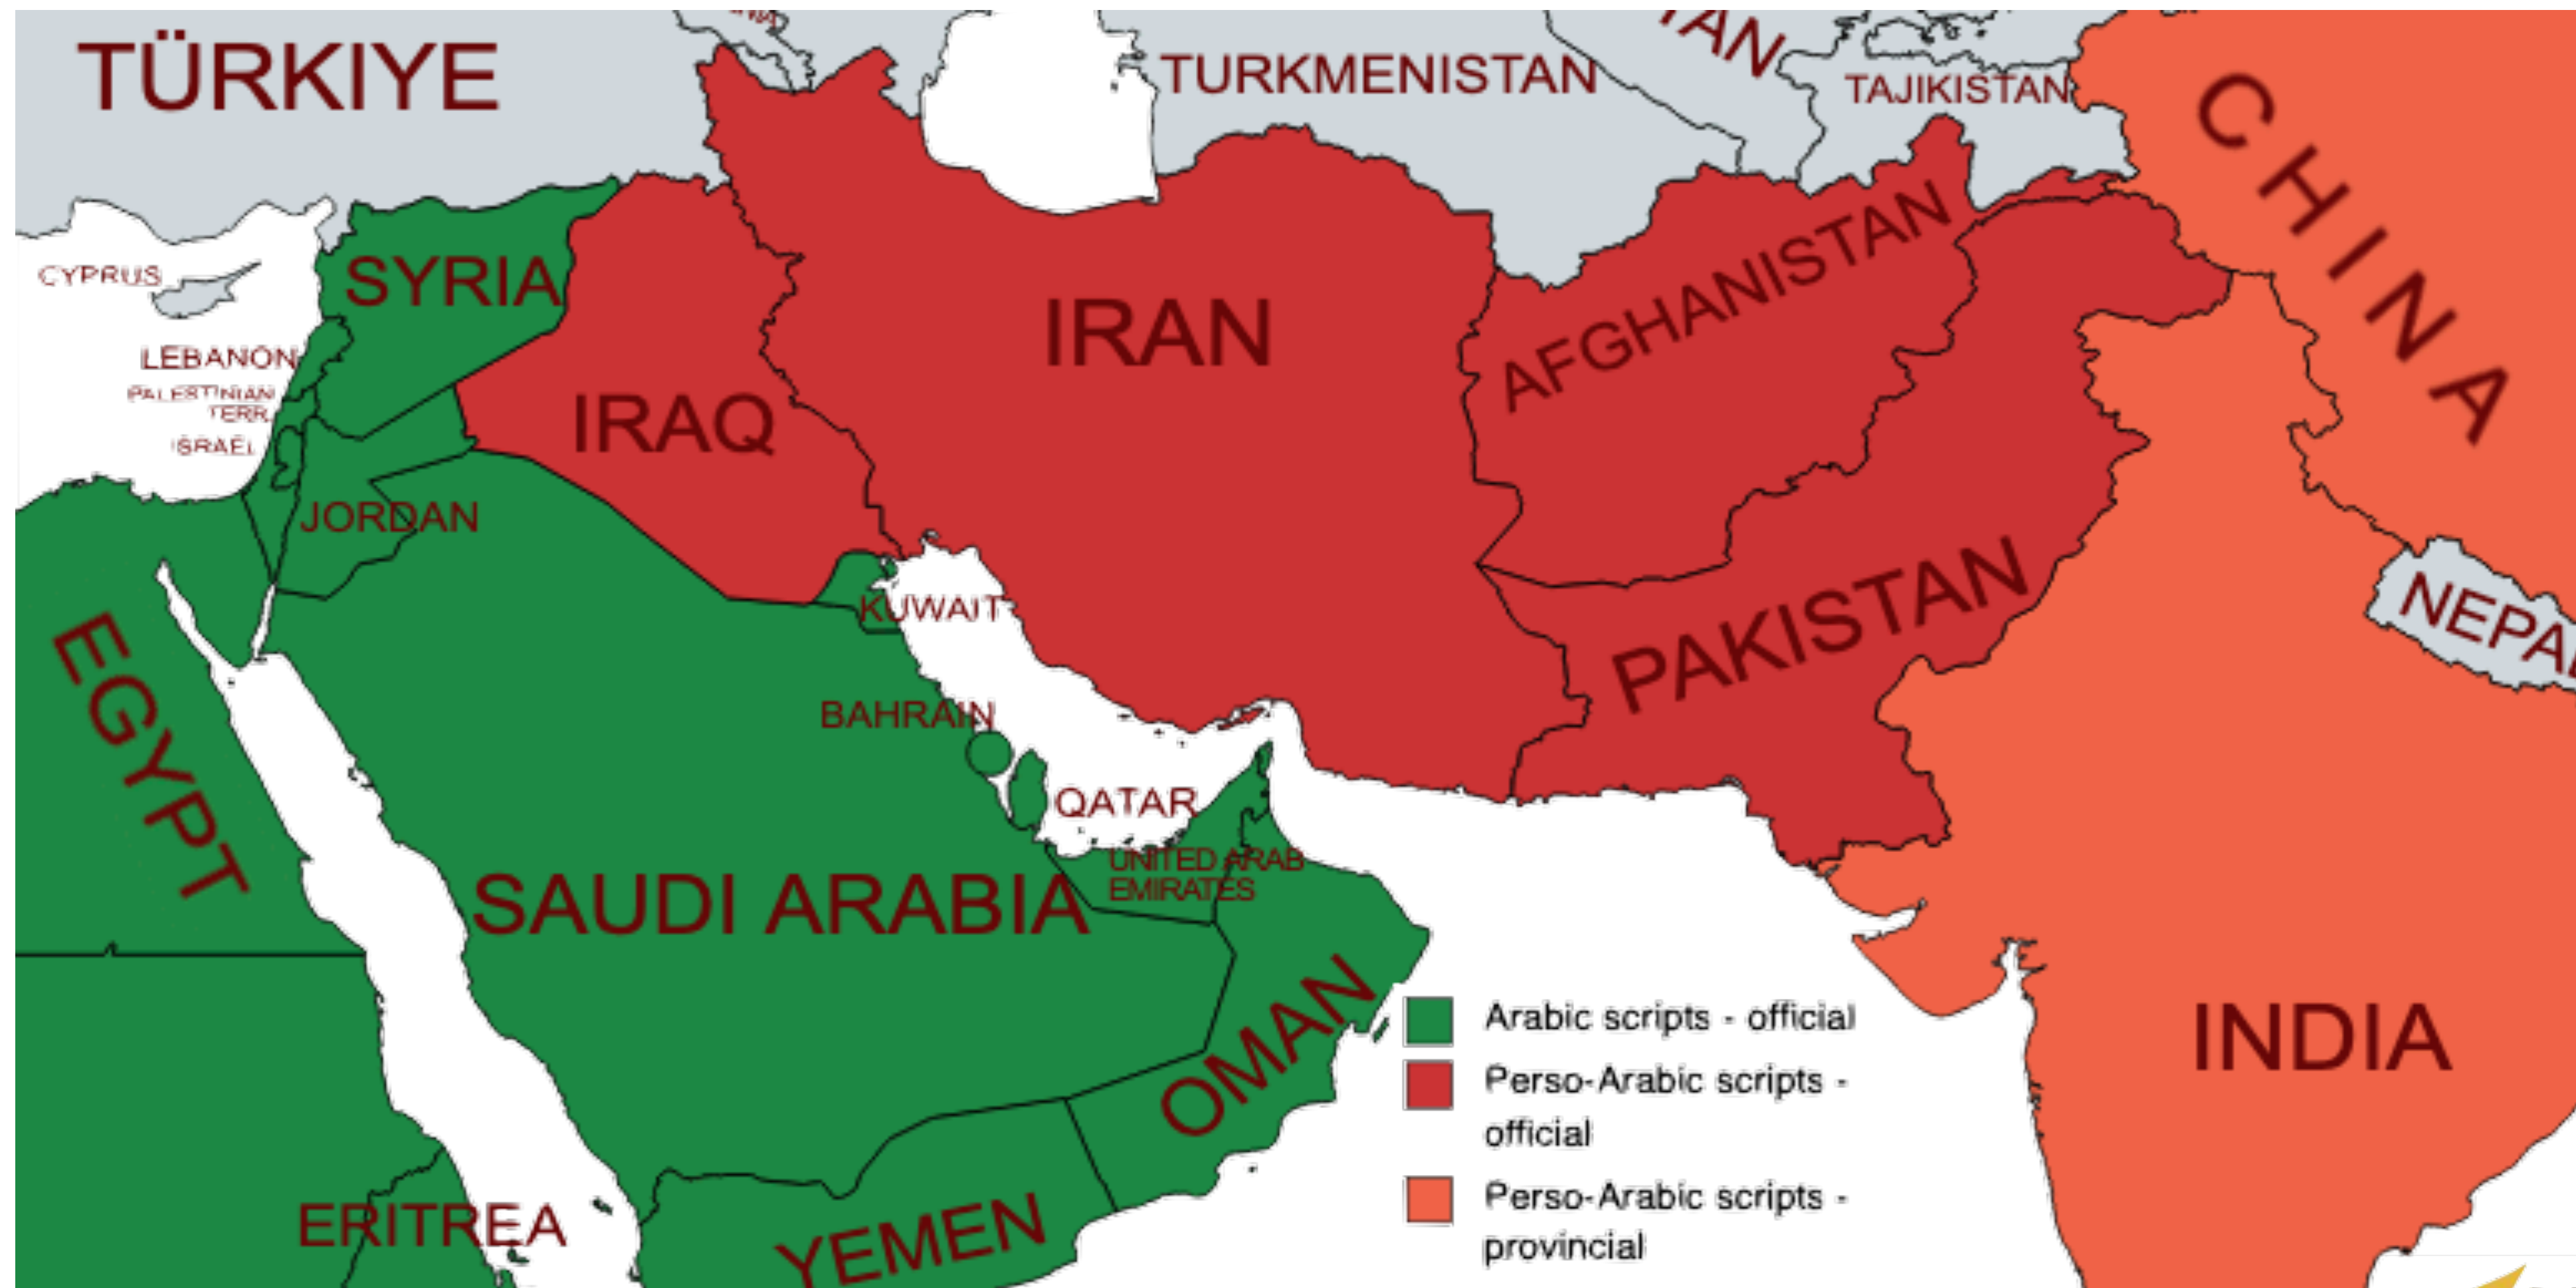 TÜRKIYE
TURKMENISTAN
TAN
TAJIKISTAN
CHINA
CYPRUS
SYRIA
LEBANON
PALESTINIAN
TERR.
ISRAEL
IRAQ
IRAN
AFGHANISTAN
JORDAN
KUWAIT
PAKISTAN
NEPAL
EGYPT
BAHRAIN
QATAR
UNITED ARAB
EMIRATES
SAUDI ARABIA
OMAN
INDIA
ERITREA
YEMEN
Arabic scripts - official
Perso-Arabic scripts -
official
Perso-Arabic scripts -
provincial